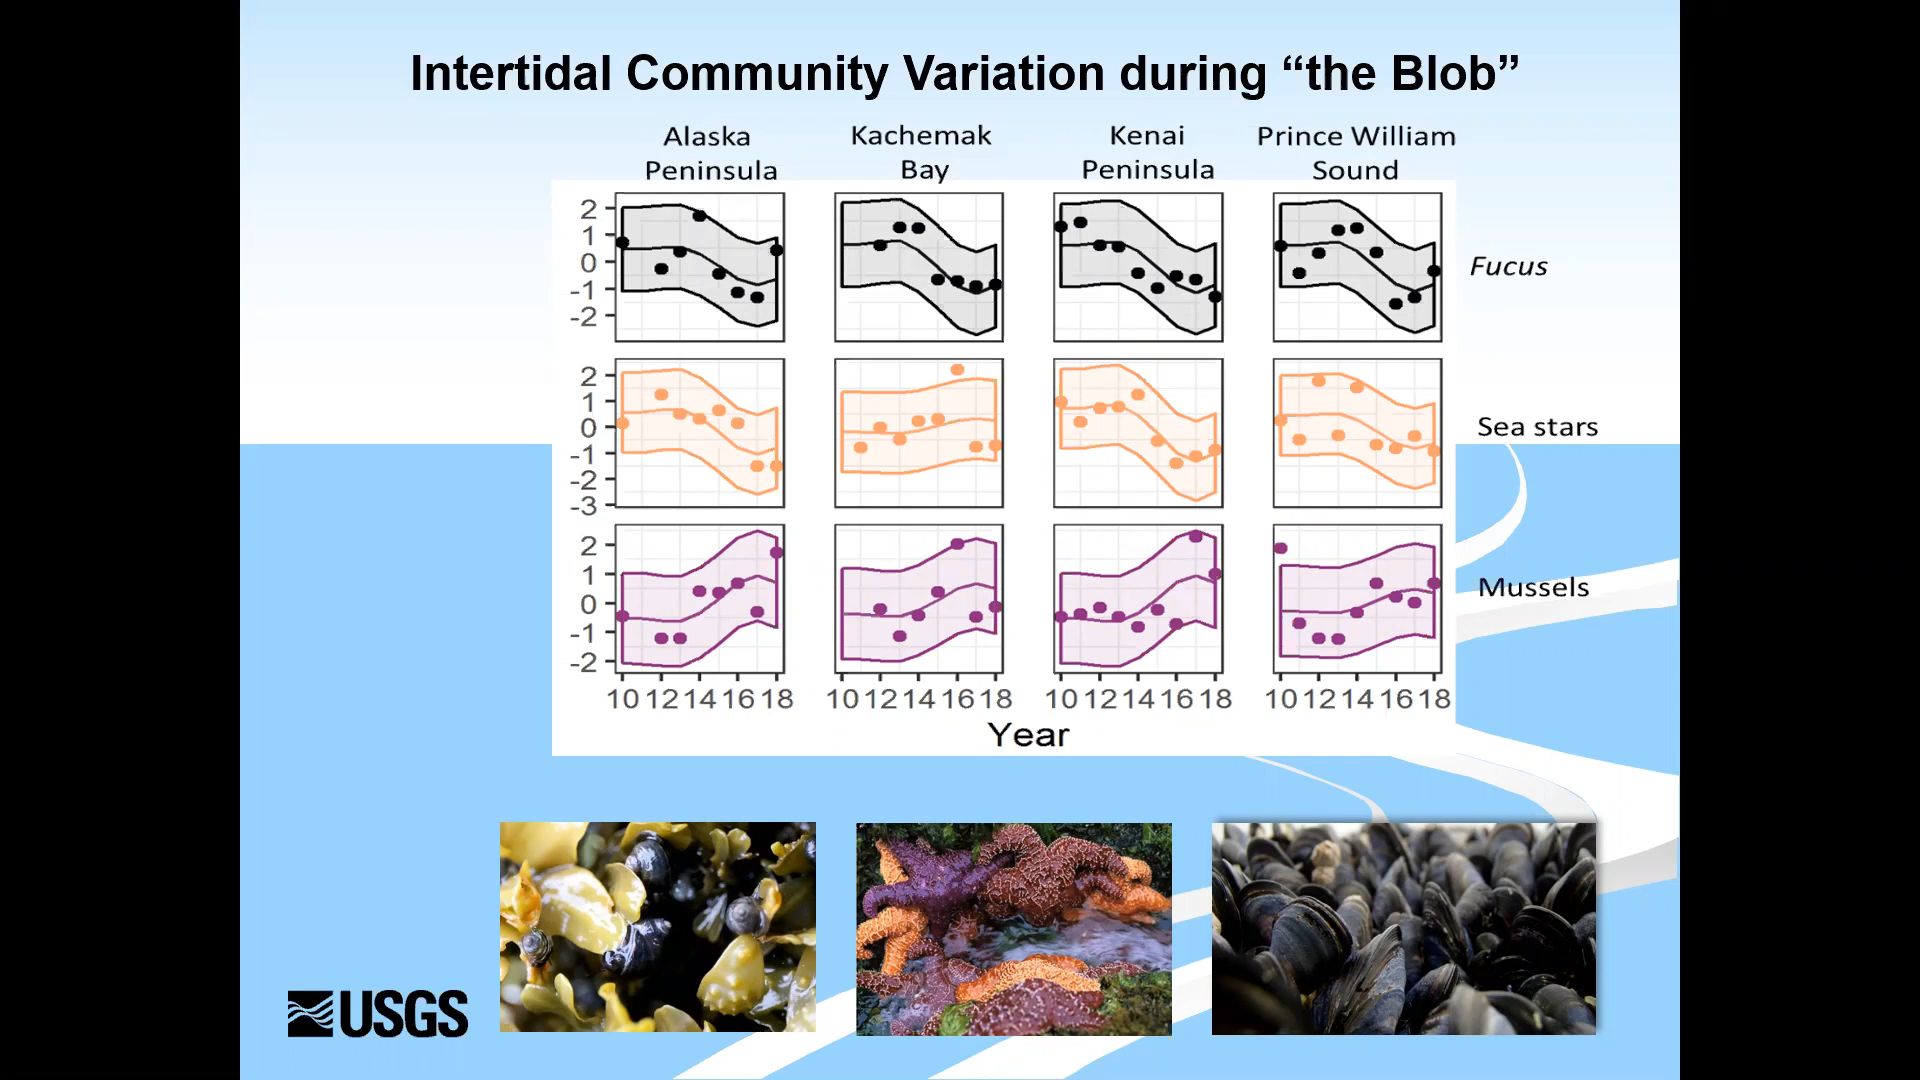 Intertidal Community Variation during “the Blob”
Alaska Peninsula
Kachemak Bay
Kenai Peninsula
Prince William Sound
2
1
0
-1
-2
Fucus
2
1
0
-1
-2
-3
Sea stars
2
1
0
-1
-2
Mussels
10 12 14 16 18
10 12 14 16 18
10 12 14 16 18
10 12 14 16 18
Year
USGS